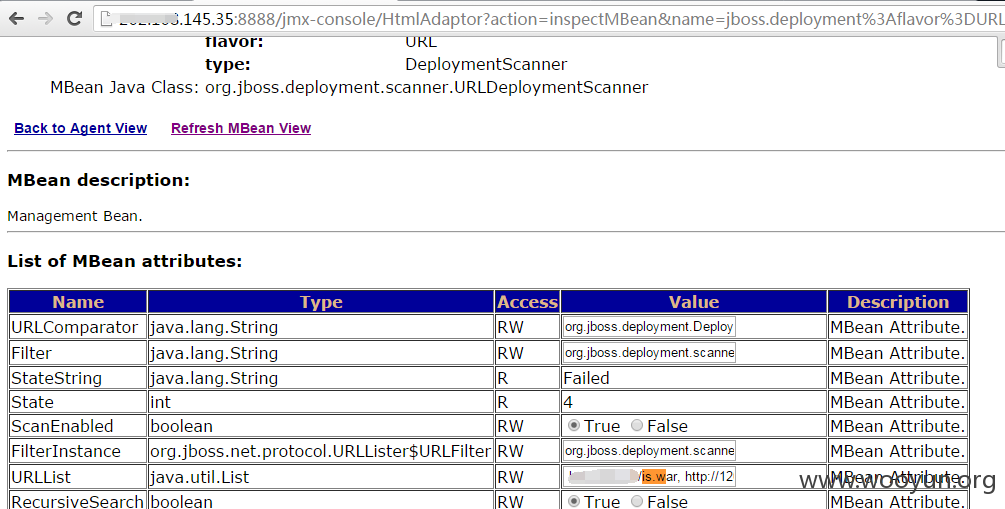 145.35:8888/jmx-console/HtmlAdaptor?action=inspectMBean&name=jboss.deployment%3Aflavor%3DURL
flavor: URL
type: DeploymentScanner
MBean Java Class: org.jboss.deployment.scanner.URLDeploymentScanner
Back to Agent View Refresh MBean View
MBean description:
Management Bean.
List of MBean attributes:
Name Type Access Value Description
URLComparator java.lang.String RW org.jboss.deployment.Deploy MBean Attribute.
Filter java.lang.String RW org.jboss.deployment.scanne MBean Attribute.
StateString java.lang.String R Failed MBean Attribute.
State int R 4 MBean Attribute.
ScanEnabled boolean RW True False MBean Attribute.
FilterInstance org.jboss.net.protocol.URLLister$URLFilter RW org.jboss.deployment.scanne MBean Attribute.
URLList java.util.List RW /is.war, http://12 MBean Attribute.
RecursiveSearch boolean RW True False MBean Attribute.
www.wooyun.org